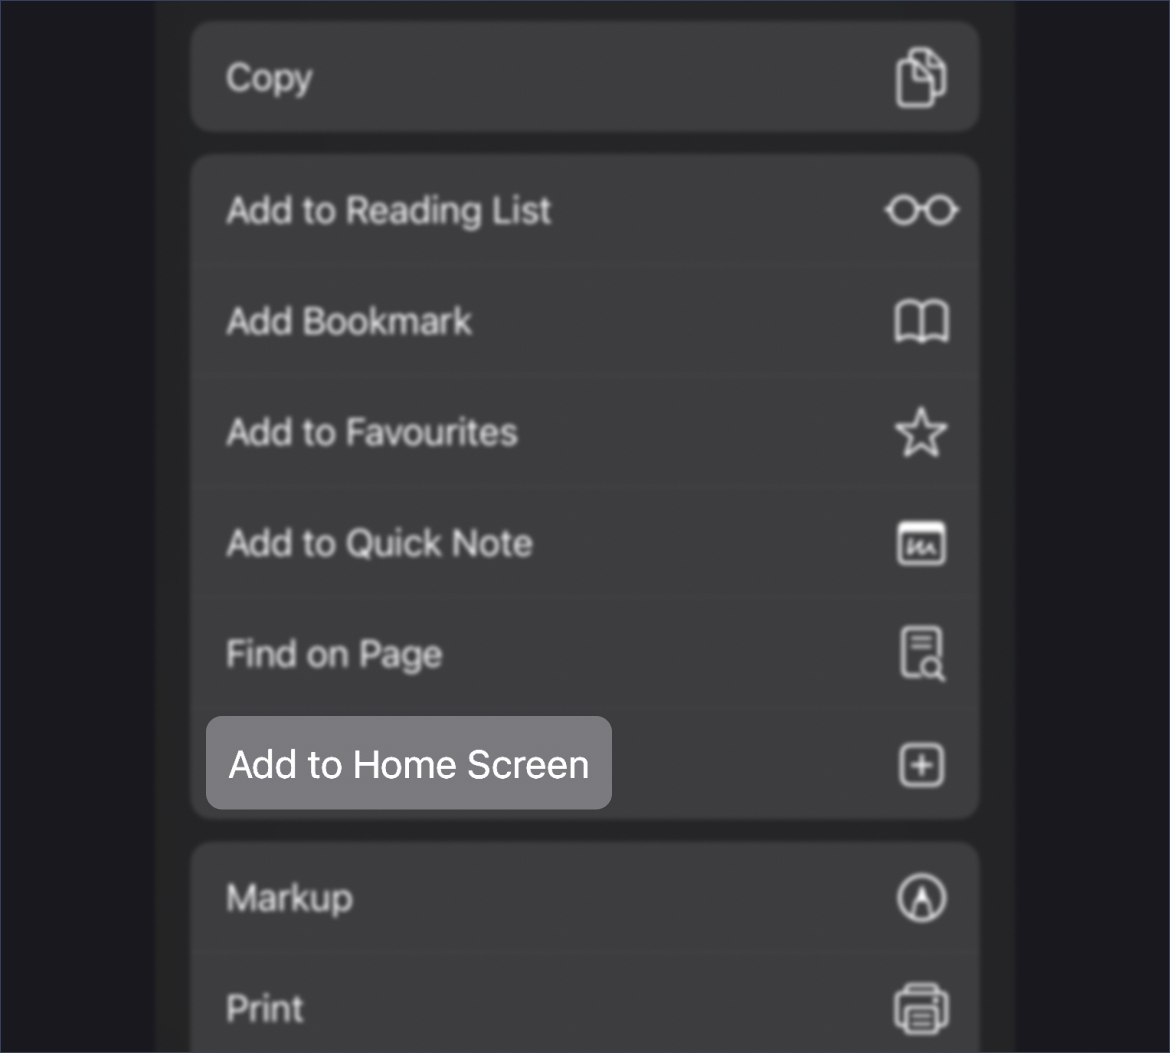 Copy
Add to Reading List
Add Bookmark
Add to Favourites
Add to Quick Note
Find on Page
Add to Home Screen
Markup
Print